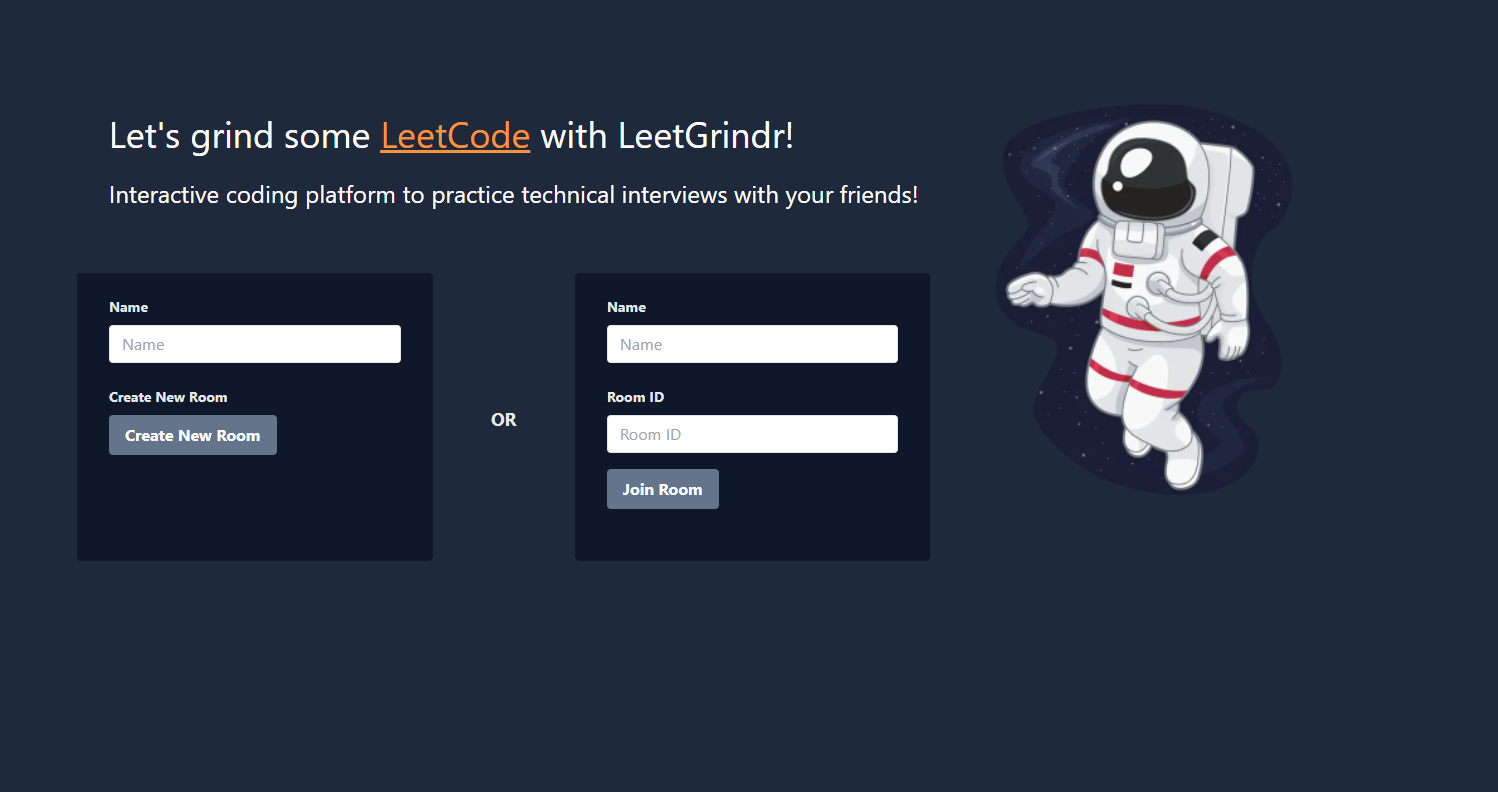 Let's grind some LeetCode with LeetGrindr!
Interactive coding platform to practice technical interviews with your friends!
Name
Name
Create New Room
Create New Room
OR
Name
Name
Room ID
Room ID
Join Room